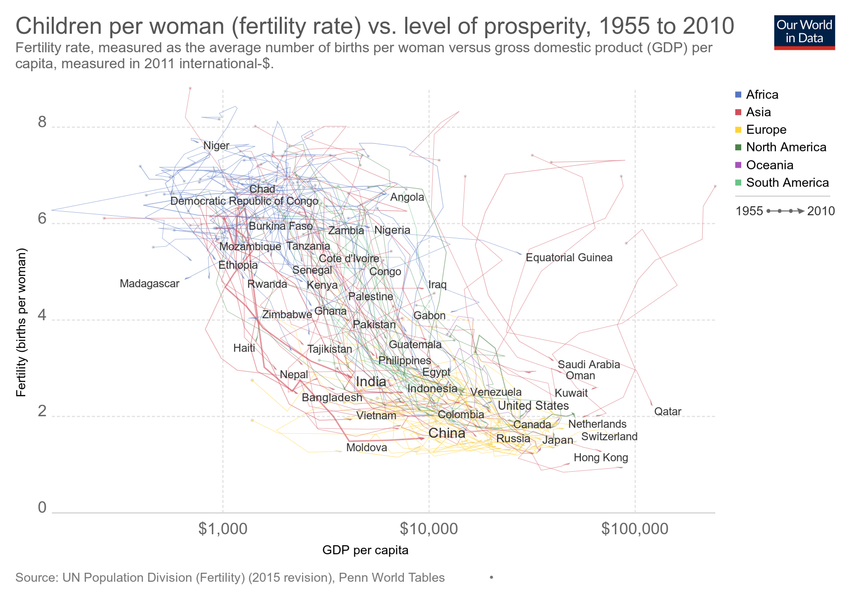 Children per woman (fertility rate) vs. level of prosperity, 1955 to 2010
Our World
in Data
Fertility rate, measured as the average number of births per woman versus gross domestic product (GDP) per
capita, measured in 2011 international-$.
Africa
Asia
Europe
North America
Oceania
South America
1955
2010
Fertility (births per woman)
8
6
4
2
0
Niger
Chad
Democratic Republic of Congo
Angola
Burkina Faso
Zambia
Nigeria
Mozambique
Tanzania
Cote d'Ivoire
Equatorial Guinea
Ethiopia
Senegal
Congo
Madagascar
Rwanda
Kenya
Iraq
Palestine
Zimbabwe
Ghana
Gabon
Pakistan
Haiti
Tajikistan
Guatemala
Philippines
Saudi Arabia
Nepal
India
Egypt
Oman
Indonesia
Venezuela
Kuwait
Bangladesh
United States
Vietnam
Colombia
Qatar
Canada
Netherlands
China
Russia
Japan
Switzerland
Moldova
Hong Kong
$1,000
$10,000
$100,000
GDP per capita
Source: UN Population Division (Fertility) (2015 revision), Penn World Tables
•